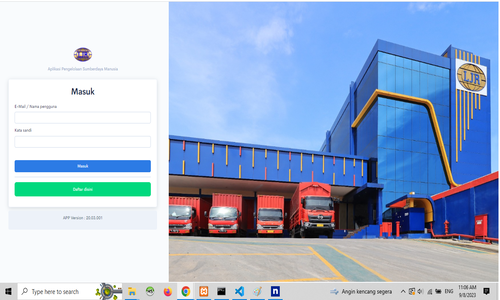 Aplikasi Pengelolaan Sumberdaya Manusia
Masuk
E-Mail / Nama pengguna
Kata sandi
Masuk
Daftar disini
APP Version : 20.03.001
LJR
Type here to search
Angin kencang segera
ENG
11:06 AM
9/8/2023